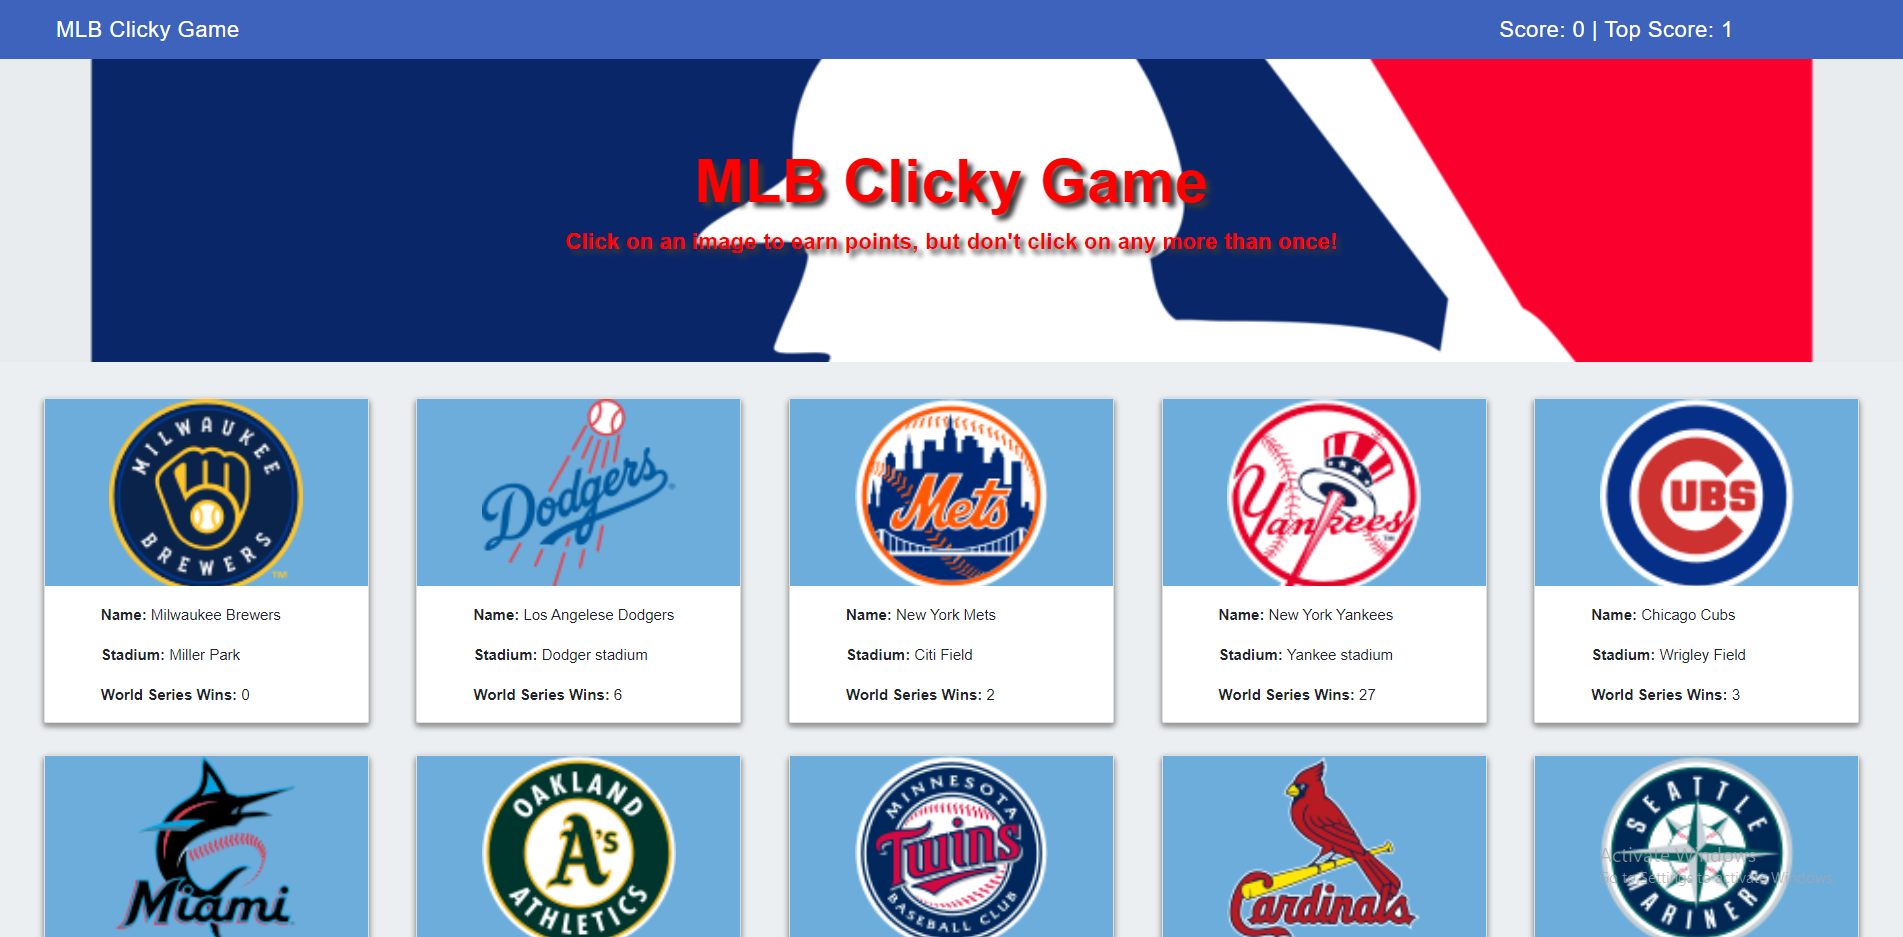 MLB Clicky Game
Score: 0 | Top Score: 1
MLB Clicky Game
Click on an image to earn points, but don't click on any more than once!
MILWAUKEE
BREWERS
TM
Dodgers
Mets
Yankees
TM
CUBS
Name: Milwaukee Brewers
Stadium: Miller Park
World Series Wins: 0
Name: Los Angelese Dodgers
Stadium: Dodger stadium
World Series Wins: 6
Name: New York Mets
Stadium: Citi Field
World Series Wins: 2
Name: New York Yankees
Stadium: Yankee stadium
World Series Wins: 27
Name: Chicago Cubs
Stadium: Wrigley Field
World Series Wins: 3
Miami
OAKLAND
A's
ATHLETICS
MINNESOTA
Twins
BASEBALL CLUB
Cardinals
SEATTLE
MARINERS
Activate Windows
Go to Settings to activate Windows.